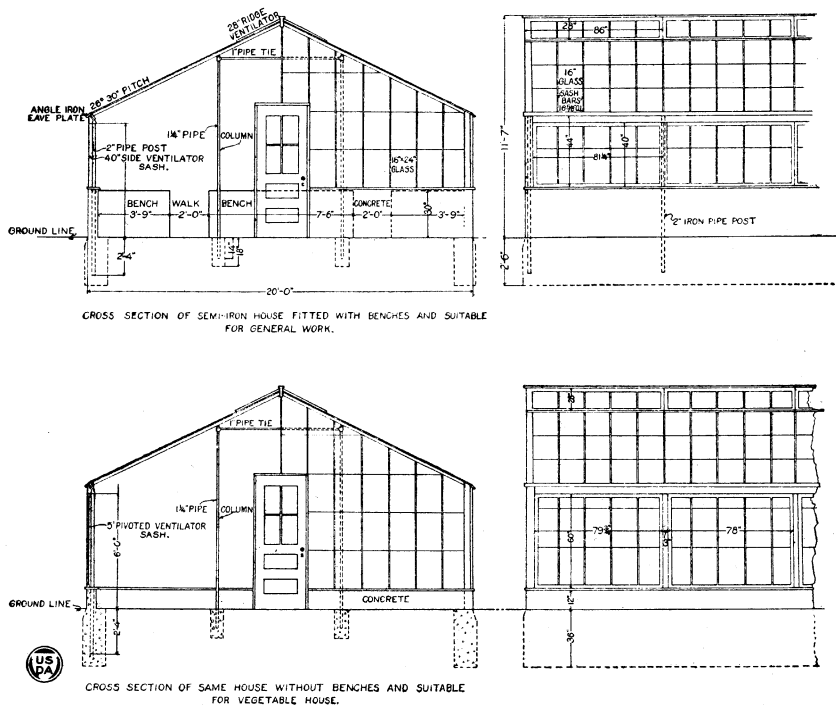 28" RIDGE
VENTILATOR
1" PIPE TIE
28° 30' PITCH
ANGLE IRON
EAVE PLATE
1¼" PIPE
COLUMN
2" PIPE POST
40" SIDE VENTILATOR
SASH.
16"×24"
GLASS
BENCH
3'-9"
WALK
2'-0"
BENCH
7'-6"
CONCRETE
2'-0"
30"
3'-9"
GROUND LINE
2'-4"
14"
18"
20'-0"
CROSS SECTION OF SEMI-IRON HOUSE FITTED WITH BENCHES AND SUITABLE
FOR GENERAL WORK.
28"
86"
16"
GLASS
SASH
BARS
11'-7"
44"
81¼"
40"
2" IRON PIPE POST
2'-6"
1" PIPE TIE
1¼" PIPE
COLUMN
5' PIVOTED VENTILATOR
SASH.
6'-0"
GROUND LINE
CONCRETE
2'-4"
28"
60"
78"
12"
36"
US
PA
CROSS SECTION OF SAME HOUSE WITHOUT BENCHES AND SUITABLE
FOR VEGETABLE HOUSE.